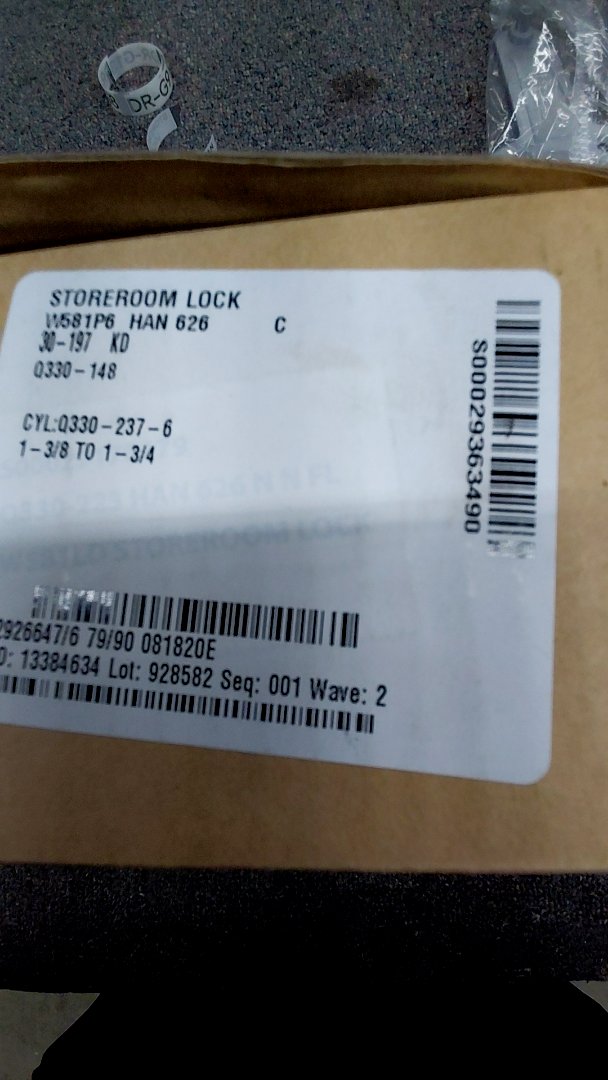 DR-G
STOREROOM LOCK
W581P6 HAN 626 C
30-197 KD
Q330-148
CYL:Q330-237-6
1-3/8 TO 1-3/4
S00029363490
2926647/6 79/90 081820E
D: 13384634 Lot: 928582 Seq: 001 Wave: 2